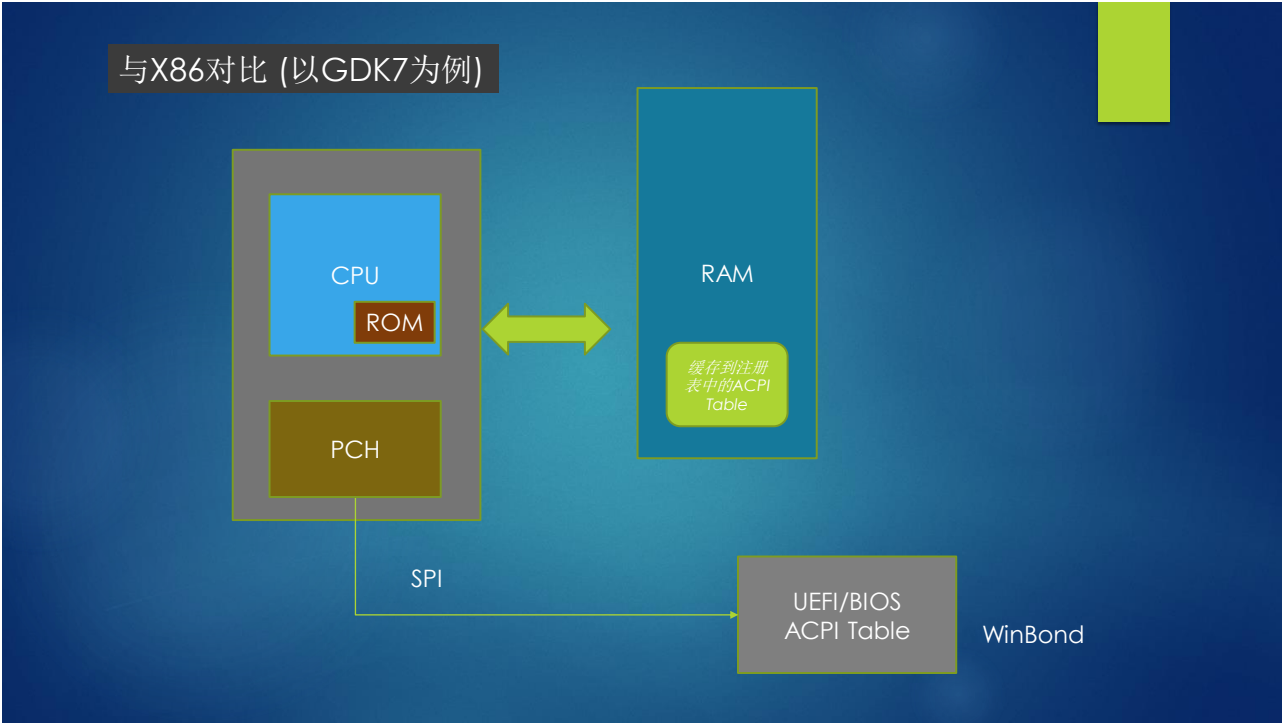 与X86对比 (以GDK7为例)
CPU
ROM
PCH
RAM
缓存到注册
表中的ACPI
Table
SPI
UEFI/BIOS
ACPI Table
WinBond